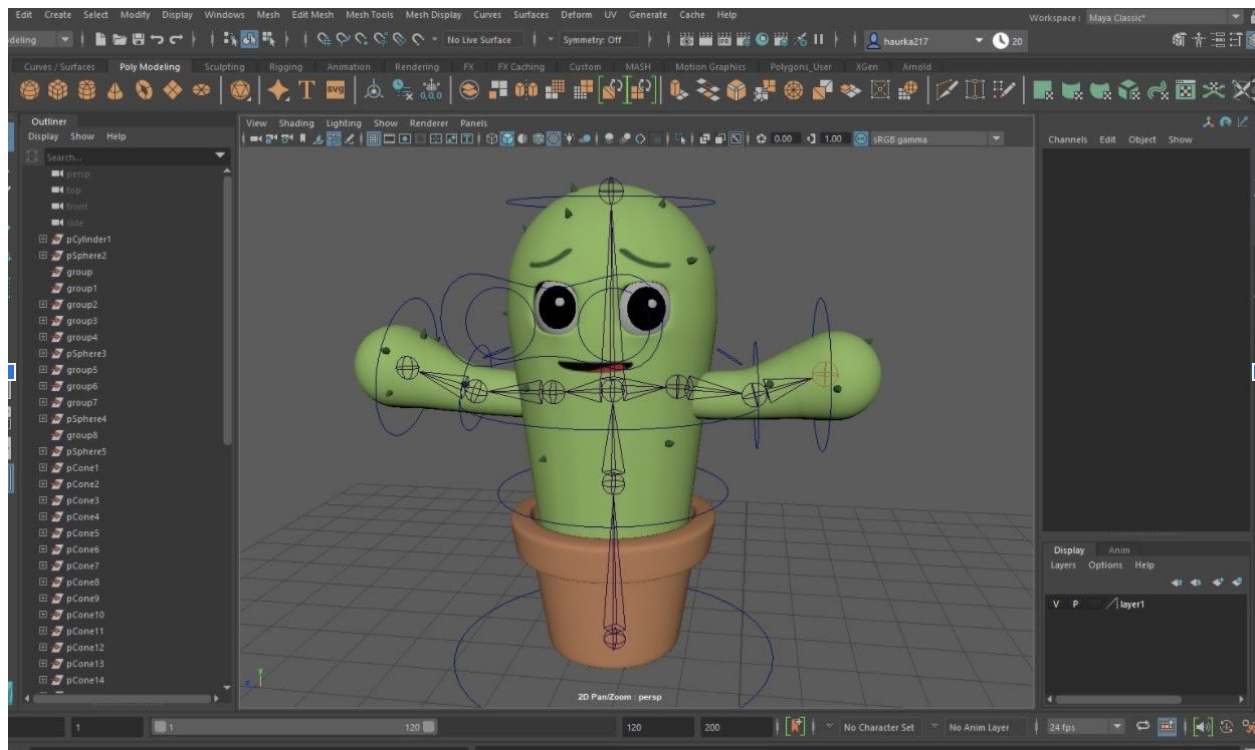 Edit Create Select Modify Display Windows Mesh Edit Mesh Mesh Tools Mesh Display Curves Surfaces Deform UV Generate Cache Help
Workspace : Maya Classic*
No Live Surface Symmetry: Off haurka217 20
Curves / Surfaces Poly Modeling Sculpting Rigging Animation Rendering FX FX Caching Custom MASH Motion Graphics Polygons_User XGen Arnold
T svg 0,0,0
Outliner
Display Show Help
Search...
persp
top
front
side
pCylinder1
pSphere2
group
group1
group2
group3
group4
pSphere3
group5
group6
group7
pSphere4
group8
pSphere5
pCone1
pCone2
pCone3
pCone4
pCone5
pCone6
pCone7
pCone8
pCone9
pCone10
pCone11
pCone12
pCone13
pCone14
View Shading Lighting Show Renderer Panels
0.00 1.00 sRGB gamma
2D Pan/Zoom : persp
Channels Edit Object Show
Display Anim
Layers Options Help
V P layer1
1 1 120 120 200 No Character Set No Anim Layer 24 fps